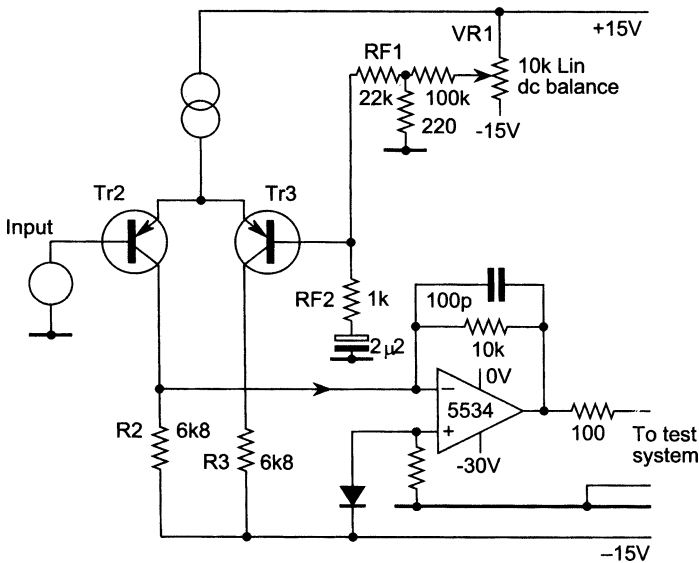 VR1
+15V
RF1
10k Lin
dc balance
22k
100k
220
-15V
Tr2
Tr3
Input
RF2
1k
2µ2
100p
10k
0V
−
5534
+
-30V
100
To test
system
R2
6k8
R3
6k8
–15V